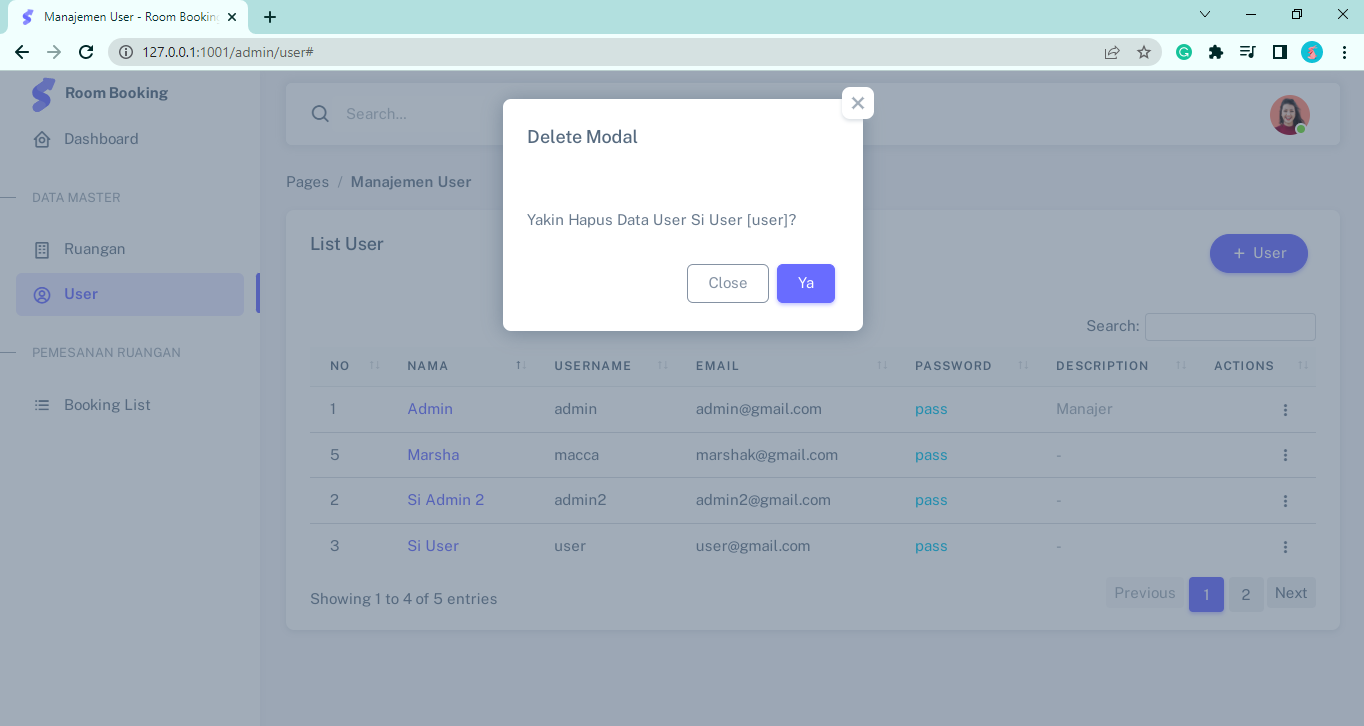 Manajemen User - Room Bookin
127.0.0.1:1001/admin/user#
Room Booking
Dashboard
DATA MASTER
Ruangan
User
PEMESANAN RUANGAN
Booking List
Search...
Pages / Manajemen User
List User
+ User
Delete Modal
Yakin Hapus Data User Si User [user]?
Close Ya
Search:
NO NAMA USERNAME EMAIL PASSWORD DESCRIPTION ACTIONS
1 Admin admin admin@gmail.com pass Manajer
5 Marsha macca marshak@gmail.com pass -
2 Si Admin 2 admin2 admin2@gmail.com pass -
3 Si User user user@gmail.com pass -
Showing 1 to 4 of 5 entries
Previous 1 2 Next